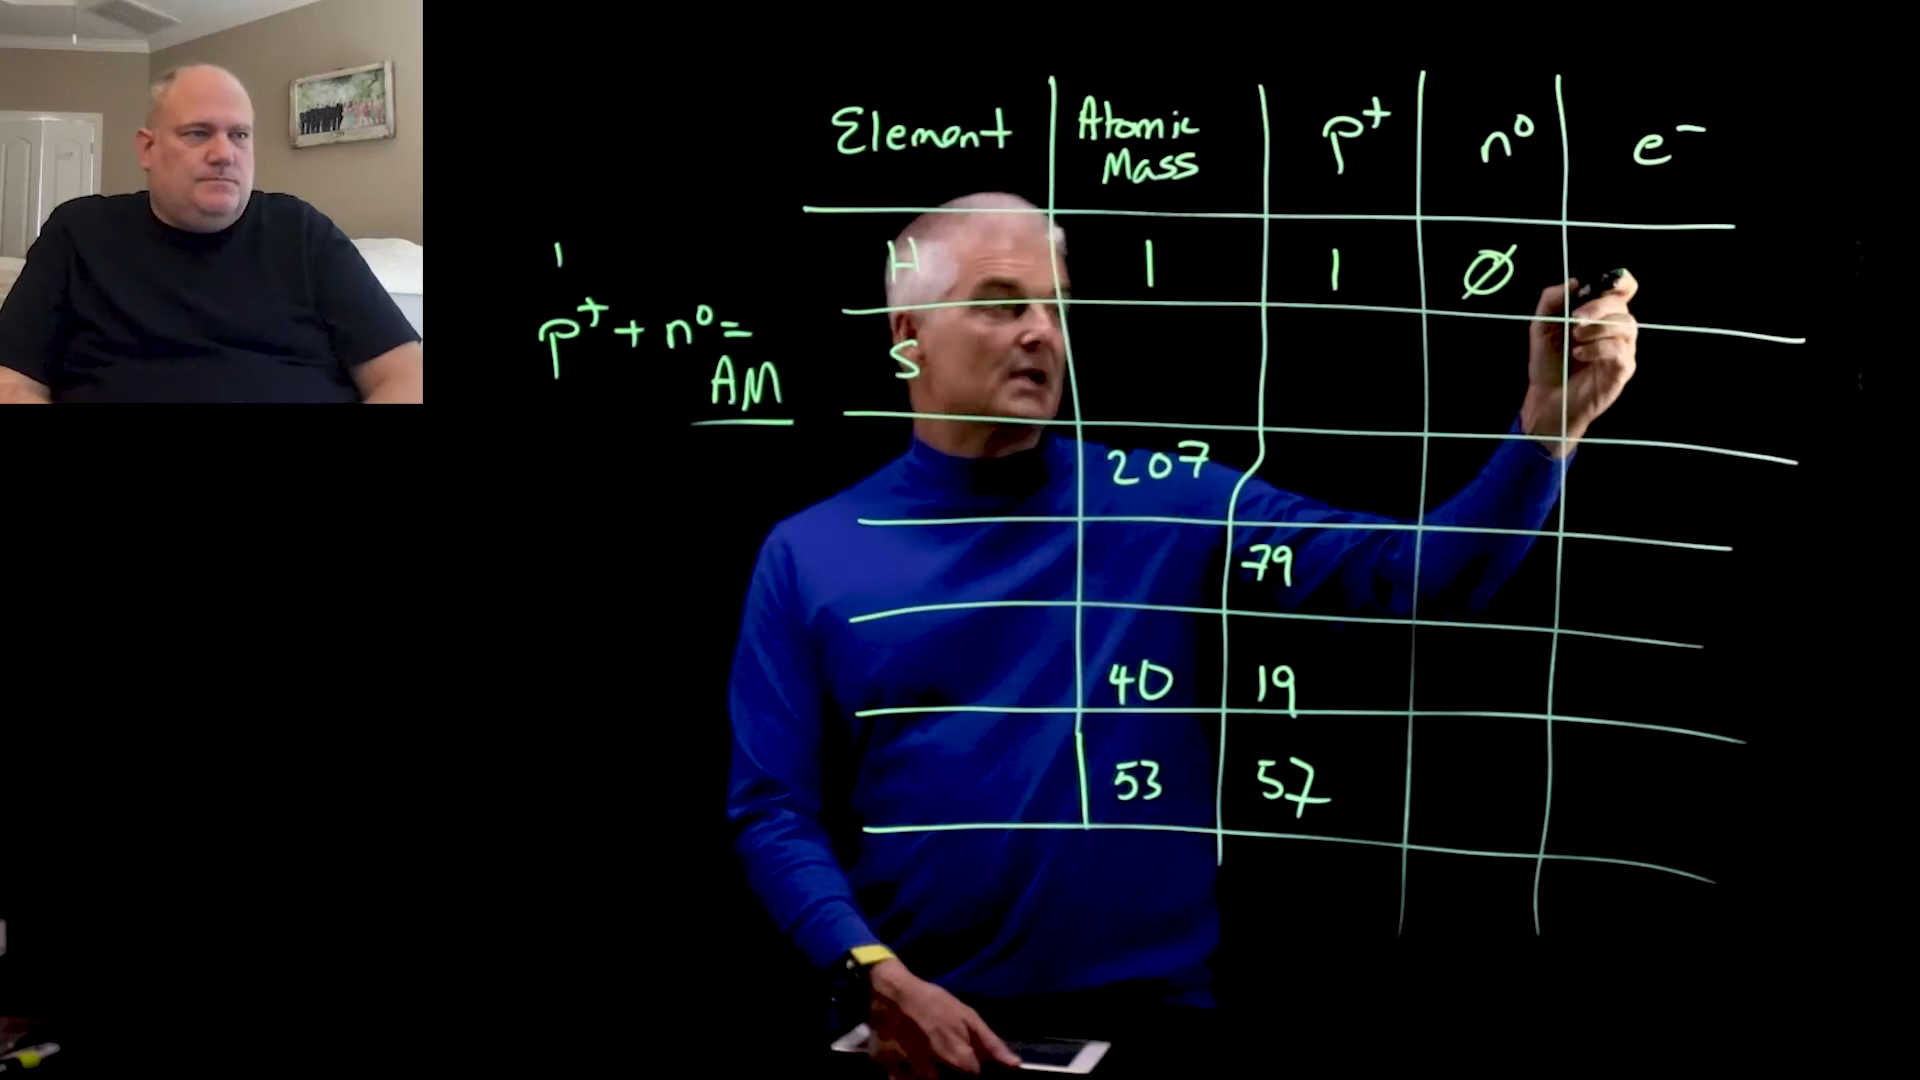 Element Atomic Mass p⁺ n⁰ e⁻
H 1 1 Ø
1
p⁺ + n⁰ =
AM
S
207
79
40 19
53 57